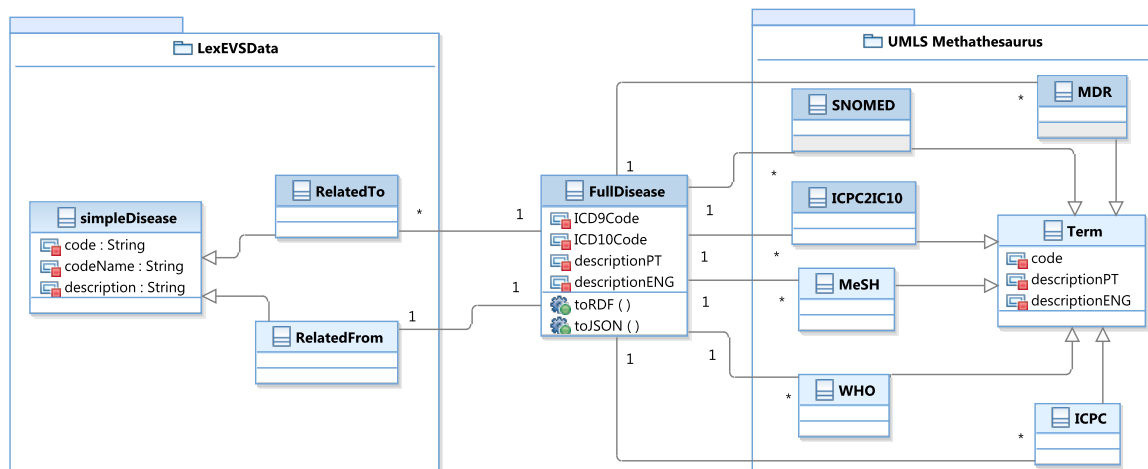 LexEVSData
UMLS Methathesaurus
simpleDisease
code : String
codeName : String
description : String
RelatedTo
*
1
RelatedFrom
1
1
FullDisease
ICD9Code
ICD10Code
descriptionPT
descriptionENG
toRDF ( )
toJSON ( )
1
*
MDR
1
*
SNOMED
1
*
ICPC2IC10
1
*
MeSH
1
*
WHO
1
*
ICPC
Term
code
descriptionPT
descriptionENG